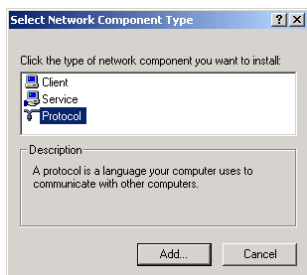 Select Network Component Type
Click the type of network component you want to install:
Client
Service
Protocol
Description
A protocol is a language your computer uses to
communicate with other computers.
Add...
Cancel